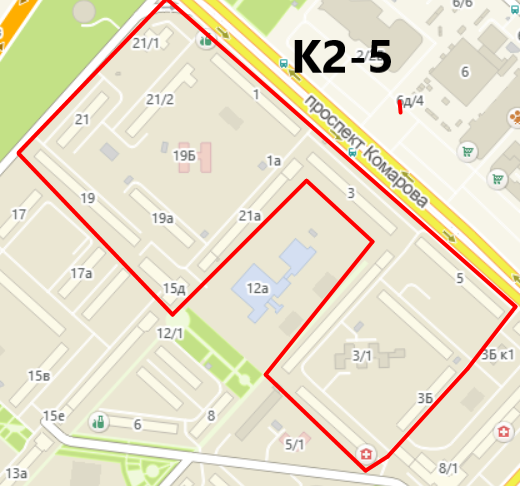 6/6
21/1
К2-5
6
21/2
1
6д/4
21
проспект Комарова
19Б
1а
3
19
17
19а
21а
17а
5
15д
12а
12/1
3/1
3Б к1
15в
3Б
15е
6
8
5/1
13а
8/1